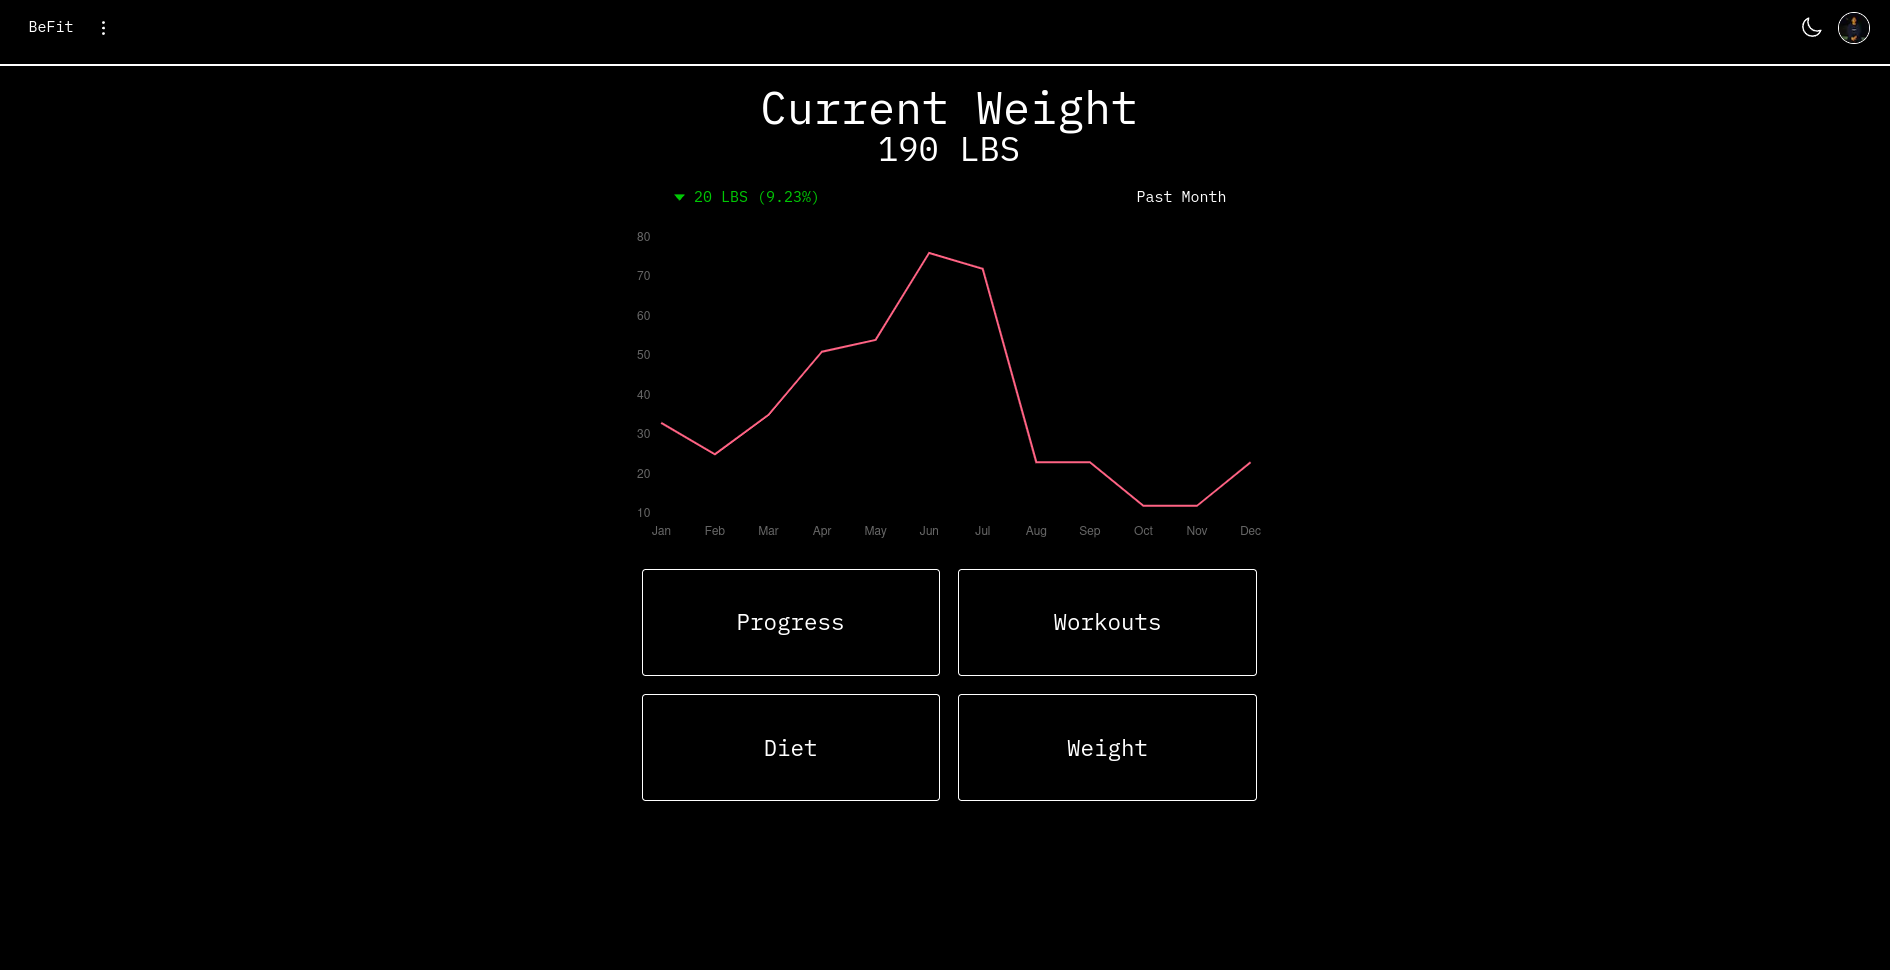 BeFit
Current Weight
190 LBS
20 LBS (9.23%) Past Month
80
70
60
50
40
30
20
10
Jan Feb Mar Apr May Jun Jul Aug Sep Oct Nov Dec
Progress Workouts
Diet Weight